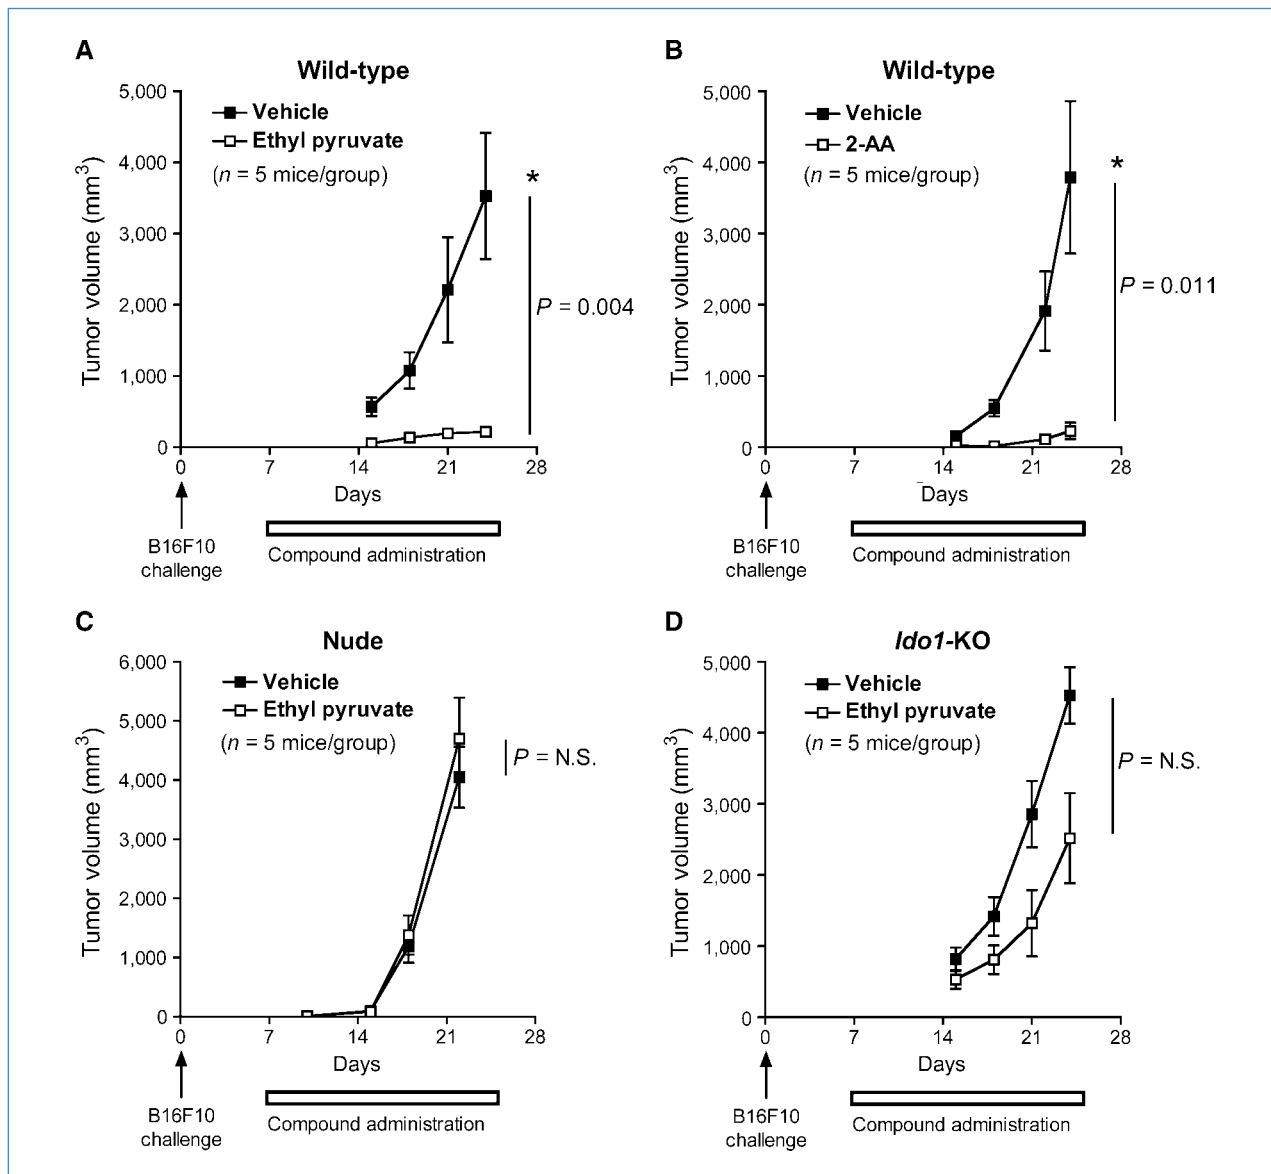 A
Wild-type
5,000
4,000
3,000
2,000
1,000
0
Tumor volume (mm³)
Vehicle
Ethyl pyruvate
(n = 5 mice/group)
*
P = 0.004
0 7 14 21 28
Days
B16F10
challenge
Compound administration
B
Wild-type
5,000
4,000
3,000
2,000
1,000
0
Tumor volume (mm³)
Vehicle
2-AA
(n = 5 mice/group)
*
P = 0.011
0 7 14 21 28
Days
B16F10
challenge
Compound administration
C
Nude
6,000
5,000
4,000
3,000
2,000
1,000
0
Tumor volume (mm³)
Vehicle
Ethyl pyruvate
(n = 5 mice/group)
P = N.S.
0 7 14 21 28
Days
B16F10
challenge
Compound administration
D
Ido1-KO
5,000
4,000
3,000
2,000
1,000
0
Tumor volume (mm³)
Vehicle
Ethyl pyruvate
(n = 5 mice/group)
P = N.S.
0 7 14 21 28
Days
B16F10
challenge
Compound administration